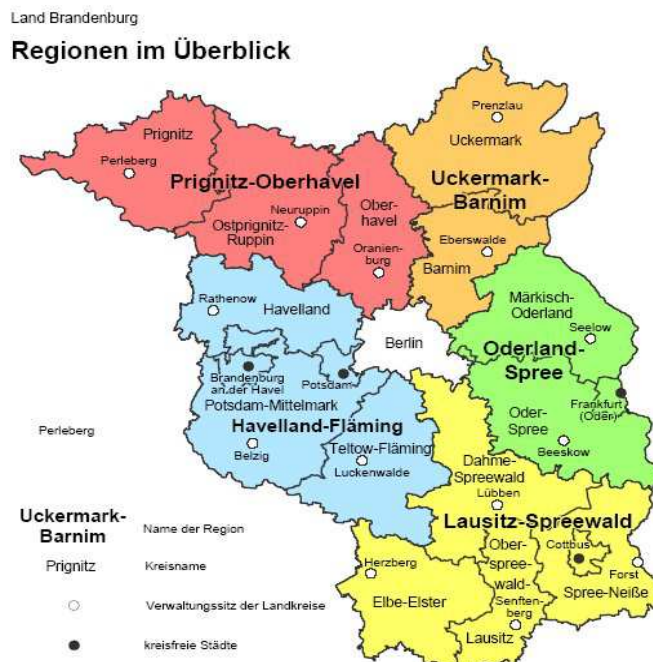 Land Brandenburg
Regionen im Überblick
Prenzlau
Uckermark
Prignitz
Perleberg
Prignitz-Oberhavel
Uckermark-
Barnim
Neuruppin
Ostprignitz-
Ruppin
Ober-
havel
Oranien-
burg
Eberswalde
Barnim
Rathenow
Havelland
Märkisch-
Oderland
Seelow
Berlin
Oderland-
Spree
Brandenburg
an der Havel
Potsdam
Potsdam-Mittelmark
Frankfurt
(Oder)
Havelland-Fläming
Oder-
Spree
Beeskow
Perleberg
Belzig
Teltow-Fläming
Luckenwalde
Dahme-
Spreewald
Lübben
Lausitz-Spreewald
Uckermark-
Barnim
Name der Region
Prignitz
Kreisname
Verwaltungssitz der Landkreise
kreisfreie Städte
Herzberg
Elbe-Elster
Ober-
spree-
wald-
Senften-
berg
Lausitz
Cottbus
Forst
Spree-Neiße